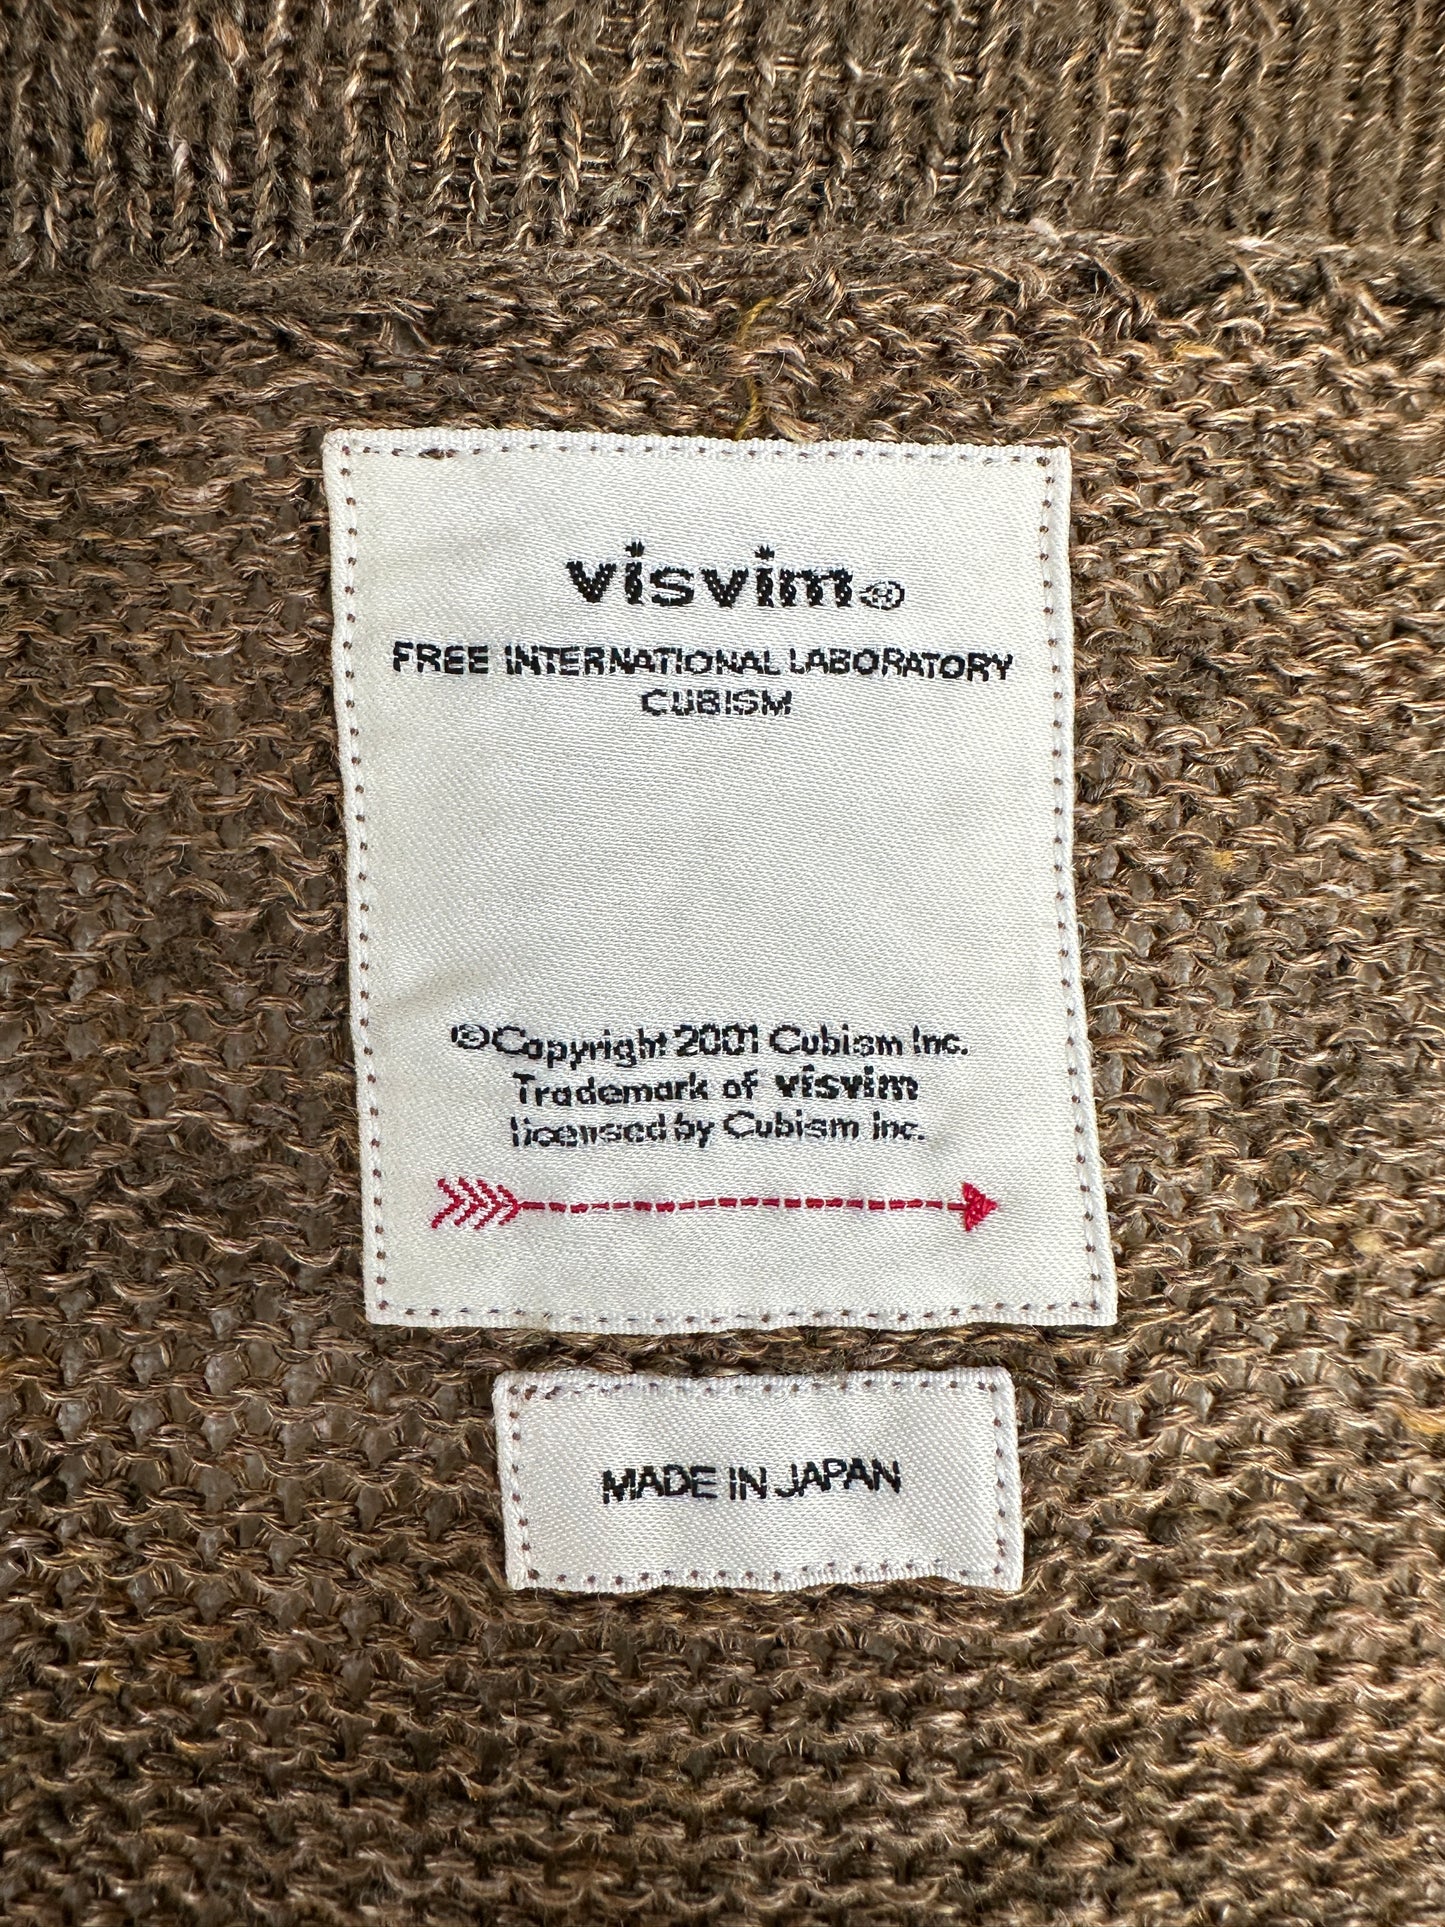 visvim®
FREE INTERNATIONAL LABORATORY
CUBISM
©Copyright 2001 Cubism Inc.
Trademark of visvim
licensed by Cubism inc.
MADE IN JAPAN